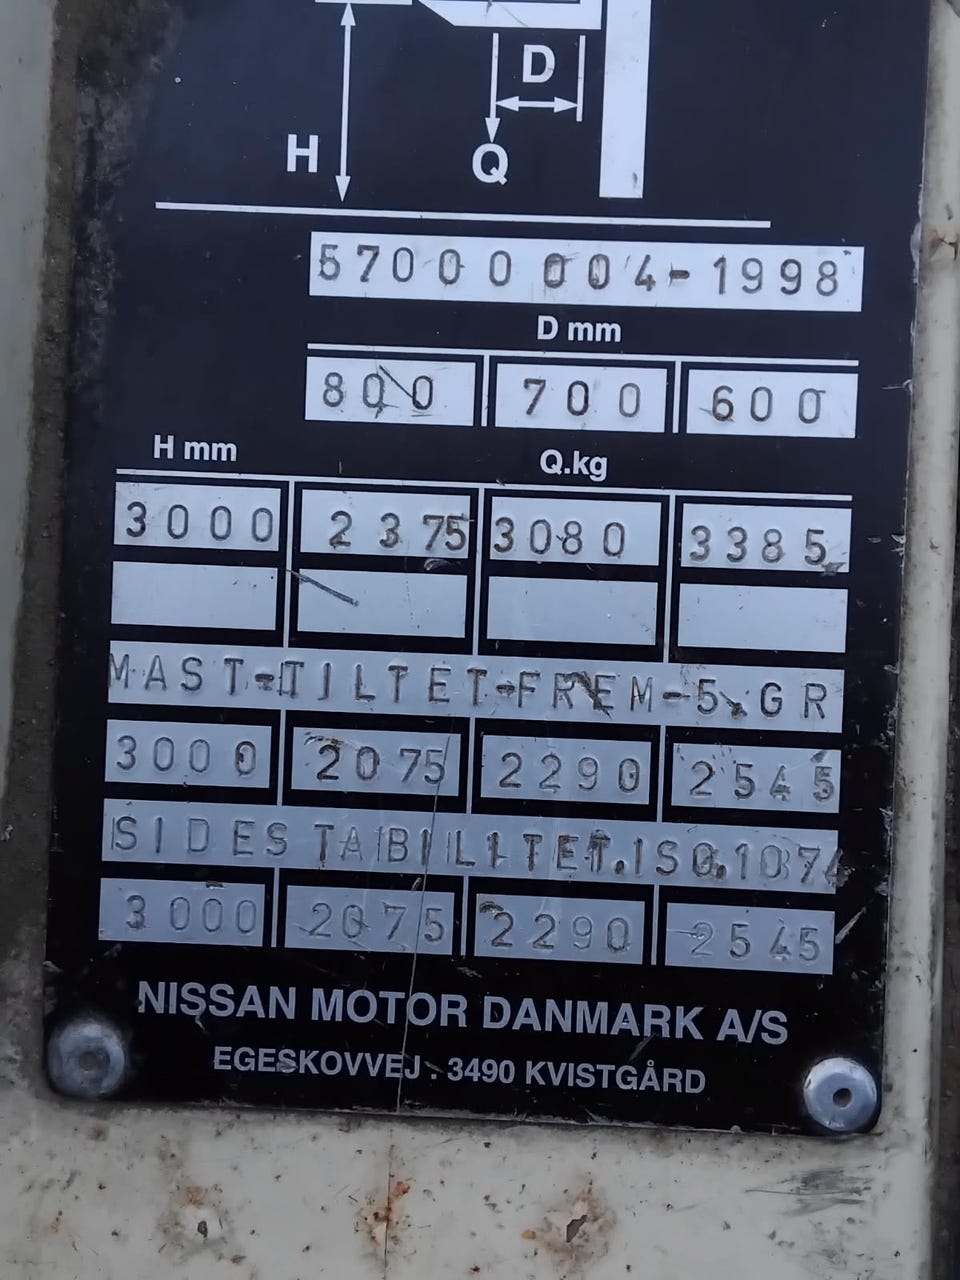 D
H
Q
57000004-1998
D mm
800 700 600
H mm Q.kg
3000 2375 3080 3385
MAST-TILTET-FREM-5.GR
3000 2075 2290 2545
SIDESTABILITET.ISO.1074
3000 2075 2290 2545
NISSAN MOTOR DANMARK A/S
EGESKOVVEJ . 3490 KVISTGÅRD